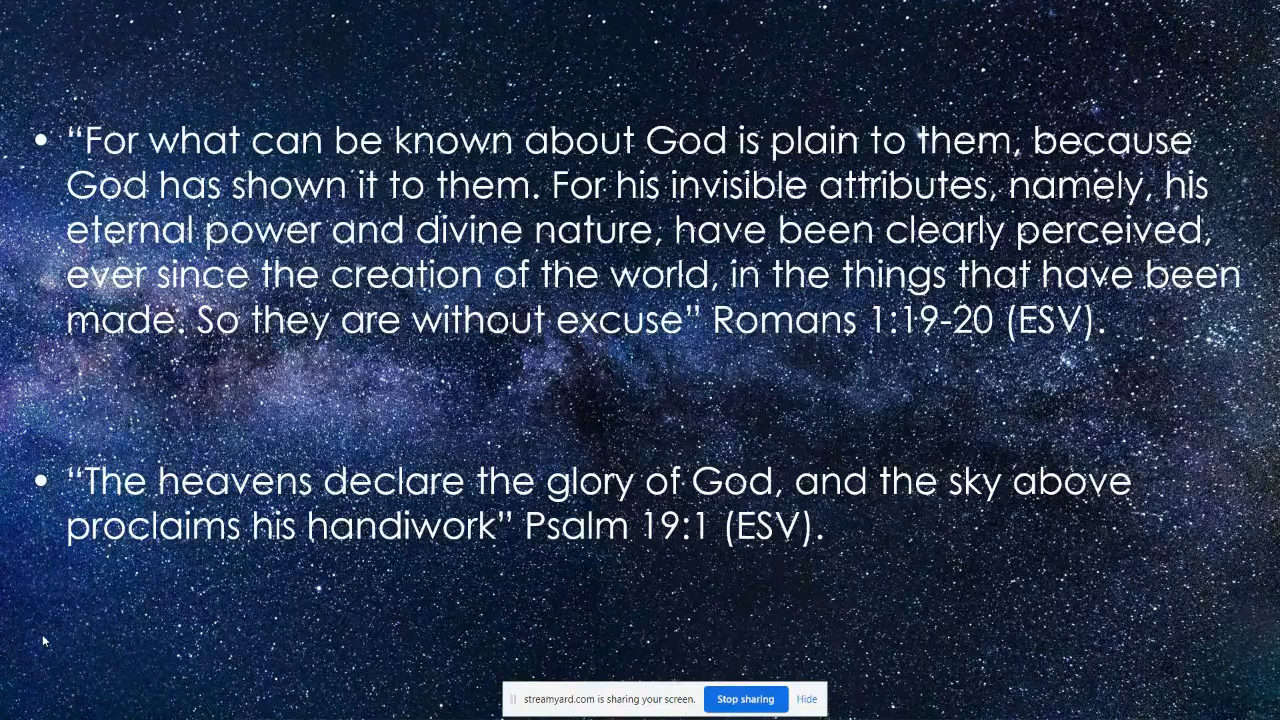 • “For what can be known about God is plain to them, because
God has shown it to them. For his invisible attributes, namely, his
eternal power and divine nature, have been clearly perceived,
ever since the creation of the world, in the things that have been
made. So they are without excuse” Romans 1:19-20 (ESV).
• “The heavens declare the glory of God, and the sky above
proclaims his handiwork” Psalm 19:1 (ESV).
streamyard.com is sharing your screen. Stop sharing Hide